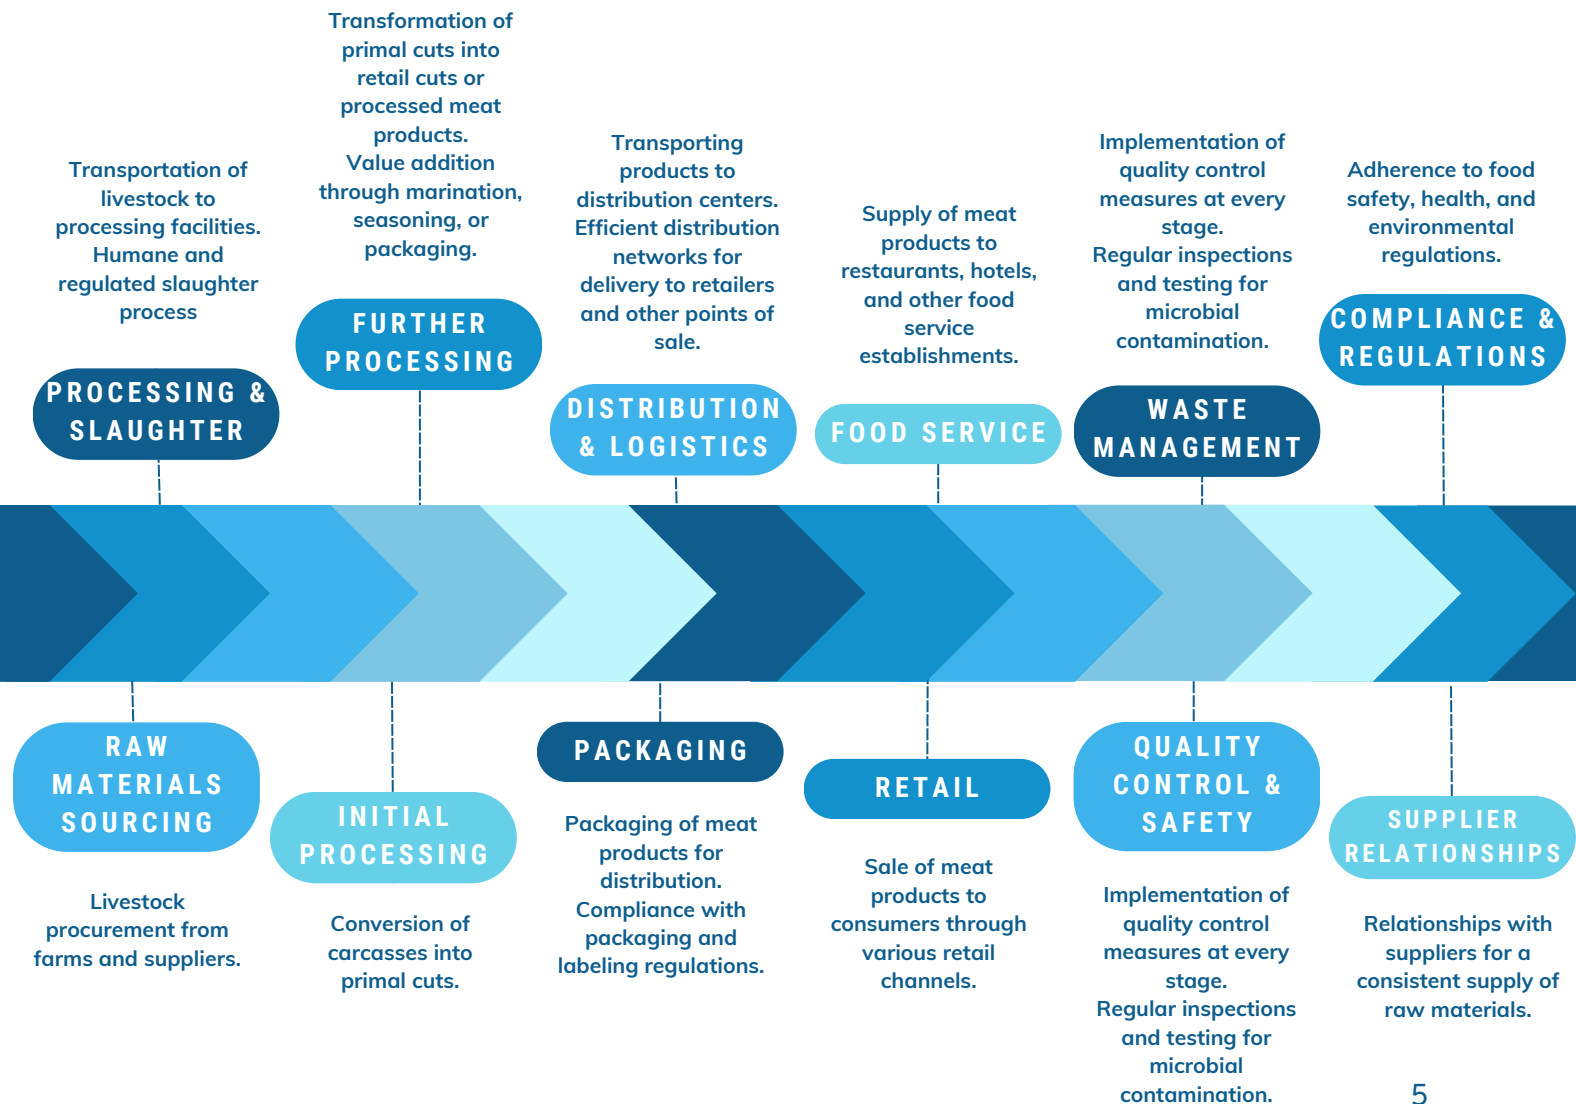 Transportation of
livestock to
processing facilities.
Humane and
regulated slaughter
process
PROCESSING &
SLAUGHTER
Transformation of
primal cuts into
retail cuts or
processed meat
products.
Value addition
through marination,
seasoning, or
packaging.
FURTHER
PROCESSING
Transporting
products to
distribution centers.
Efficient distribution
networks for
delivery to retailers
and other points of
sale.
DISTRIBUTION
& LOGISTICS
Supply of meat
products to
restaurants, hotels,
and other food
service
establishments.
FOOD SERVICE
Implementation of
quality control
measures at every
stage.
Regular inspections
and testing for
microbial
contamination.
WASTE
MANAGEMENT
Adherence to food
safety, health, and
environmental
regulations.
COMPLIANCE &
REGULATIONS
RAW
MATERIALS
SOURCING
Livestock
procurement from
farms and suppliers.
INITIAL
PROCESSING
Conversion of
carcasses into
primal cuts.
PACKAGING
Packaging of meat
products for
distribution.
Compliance with
packaging and
labeling regulations.
RETAIL
Sale of meat
products to
consumers through
various retail
channels.
QUALITY
CONTROL &
SAFETY
Implementation of
quality control
measures at every
stage.
Regular inspections
and testing for
microbial
contamination.
SUPPLIER
RELATIONSHIPS
Relationships with
suppliers for a
consistent supply of
raw materials.
5